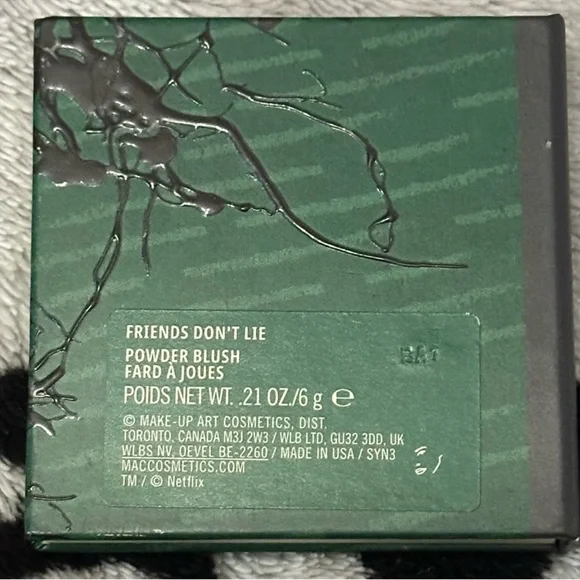 FRIENDS DON'T LIE
POWDER BLUSH
FARD À JOUES
POIDS NET WT. .21 OZ./6 g ℮
© MAKE-UP ART COSMETICS, DIST.
TORONTO, CANADA M3J 2W3 / WLB LTD, GU32 3DD, UK
WLBS NV, OEVEL BE-2260 / MADE IN USA / SYN3
MACCOSMETICS.COM
TM / © Netflix